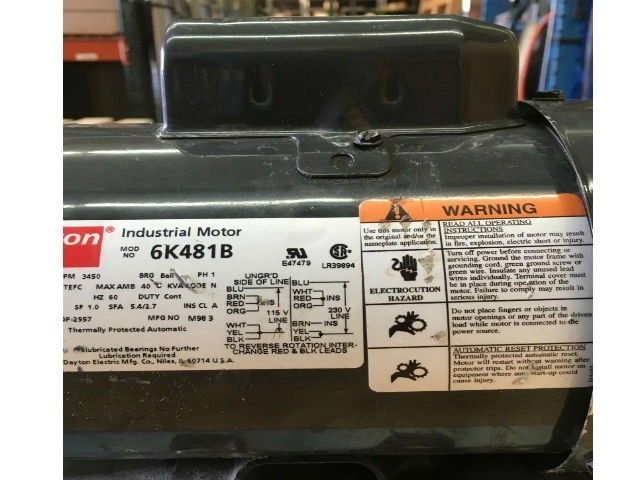 on
Industrial Motor
MOD NO 6K481B
E47479
LR39894
PM 3450 BRG Ball PH 1
TEFC MAX AMB 40°C KVA CODE N
HZ 60 DUTY Cont
SF 1.0 SFA 5.4/2.7 INS CL A
OP-2957 MFG NO M983
Thermally Protected Automatic
Prelubricated Bearings No Further
Lubrication Required
Dayton Electric Mfg. Co., Niles, IL 60714 U.S.A.
UNGR'D
SIDE OF LINE
BLU
BRN
RED
ORG
INS
115 V
LINE
WHT
YEL
BLK
BLU
WHT
YEL
ORG
INS
230 V
LINE
BRN
RED
BLK
INS
TO REVERSE ROTATION INTER-
CHANGE RED & BLK LEADS
WARNING
Use this motor only in
the original and/or the
nameplate application.
READ ALL OPERATING
INSTRUCTIONS
Improper installation of motor may result
in fire, explosion, electric short or injury.
ELECTROCUTION
HAZARD
Turn off power before connecting or
servicing. Ground the motor frame with
grounding cord, green ground screw or
green wire. Insulate any unused lead
wires individually. Terminal cover must
be in place during operation of the
motor. Failure to comply may result in
serious injury.
Do not place fingers or objects in
motor openings or any part of the driven
load while motor is connected to the
power source.
AUTOMATIC RESET PROTECTION
Thermally protected automatic reset.
Motor will restart without warning after
protector trips. Do not install motor on
equipment where auto start-up could
cause injury.